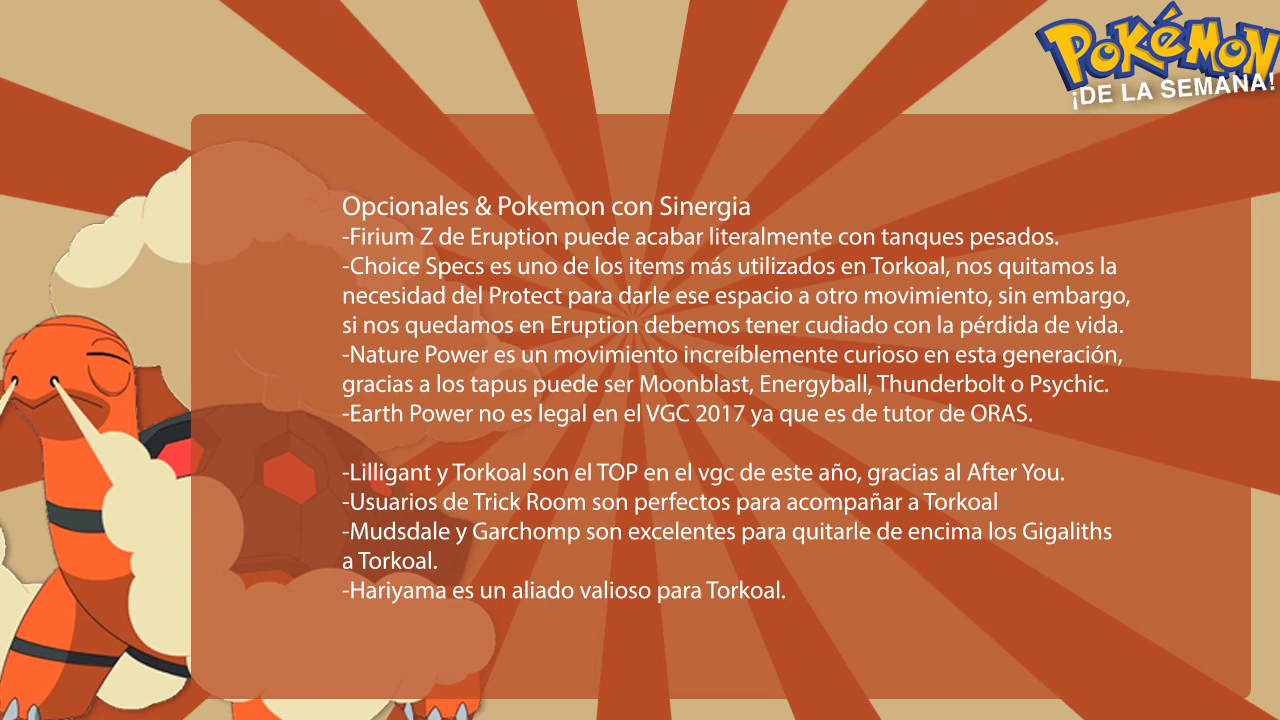 POKéMON
¡DE LA SEMANA!
Opcionales & Pokemon con Sinergia
-Firium Z de Eruption puede acabar literalmente con tanques pesados.
-Choice Specs es uno de los items más utilizados en Torkoal, nos quitamos la
necesidad del Protect para darle ese espacio a otro movimiento, sin embargo,
si nos quedamos en Eruption debemos tener cudiado con la pérdida de vida.
-Nature Power es un movimiento increíblemente curioso en esta generación,
gracias a los tapus puede ser Moonblast, Energyball, Thunderbolt o Psychic.
-Earth Power no es legal en el VGC 2017 ya que es de tutor de ORAS.
-Lilligant y Torkoal son el TOP en el vgc de este año, gracias al After You.
-Usuarios de Trick Room son perfectos para acompañar a Torkoal
-Mudsdale y Garchomp son excelentes para quitarle de encima los Gigaliths
a Torkoal.
-Hariyama es un aliado valioso para Torkoal.